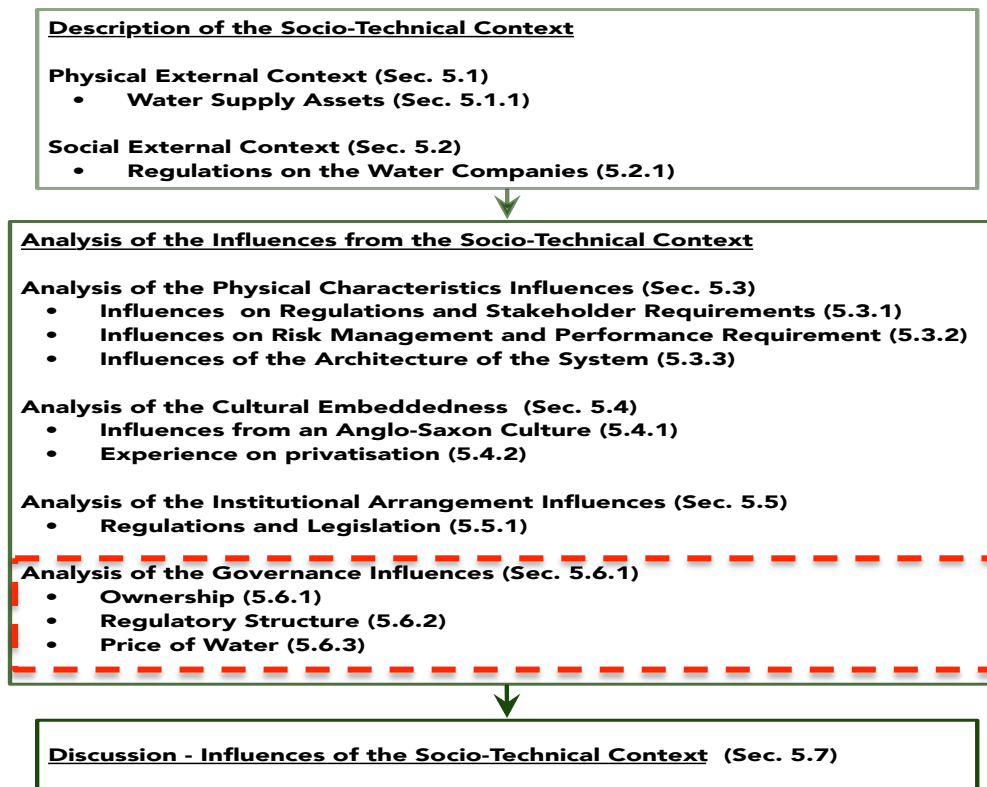 Description of the Socio-Technical Context
Physical External Context (Sec. 5.1)
• Water Supply Assets (Sec. 5.1.1)
Social External Context (Sec. 5.2)
• Regulations on the Water Companies (5.2.1)
Analysis of the Influences from the Socio-Technical Context
Analysis of the Physical Characteristics Influences (Sec. 5.3)
• Influences  on Regulations and Stakeholder Requirements (5.3.1)
• Influences on Risk Management and Performance Requirement (5.3.2)
• Influences of the Architecture of the System (5.3.3)
Analysis of the Cultural Embeddedness  (Sec. 5.4)
• Influences from an Anglo-Saxon Culture (5.4.1)
• Experience on privatisation (5.4.2)
Analysis of the Institutional Arrangement Influences (Sec. 5.5)
• Regulations and Legislation (5.5.1)
Analysis of the Governance Influences (Sec. 5.6.1)
• Ownership (5.6.1)
• Regulatory Structure (5.6.2)
• Price of Water (5.6.3)
Discussion - Influences of the Socio-Technical Context  (Sec. 5.7)